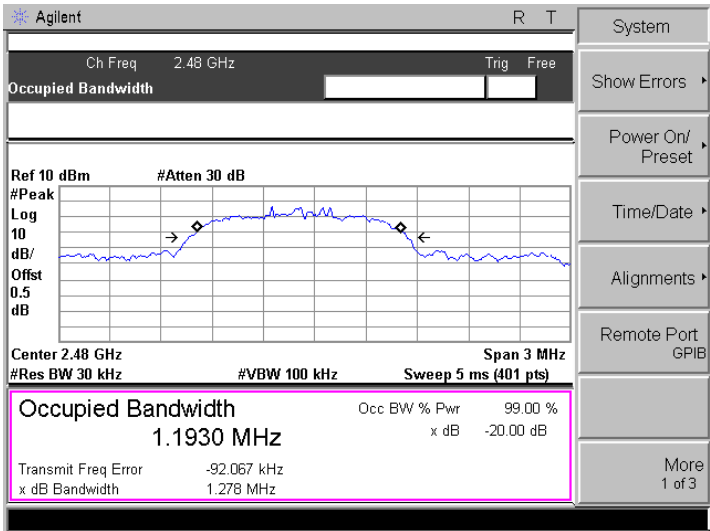 Agilent
R T
Ch Freq 2.48 GHz Trig Free
Occupied Bandwidth
Ref 10 dBm #Atten 30 dB
#Peak
Log
10
dB/
Offst
0.5
dB
Center 2.48 GHz Span 3 MHz
#Res BW 30 kHz #VBW 100 kHz Sweep 5 ms (401 pts)
Occupied Bandwidth
1.1930 MHz
Occ BW % Pwr 99.00 %
x dB -20.00 dB
Transmit Freq Error -92.067 kHz
x dB Bandwidth 1.278 MHz
System
Show Errors
Power On/
Preset
Time/Date
Alignments
Remote Port
GPIB
More
1 of 3